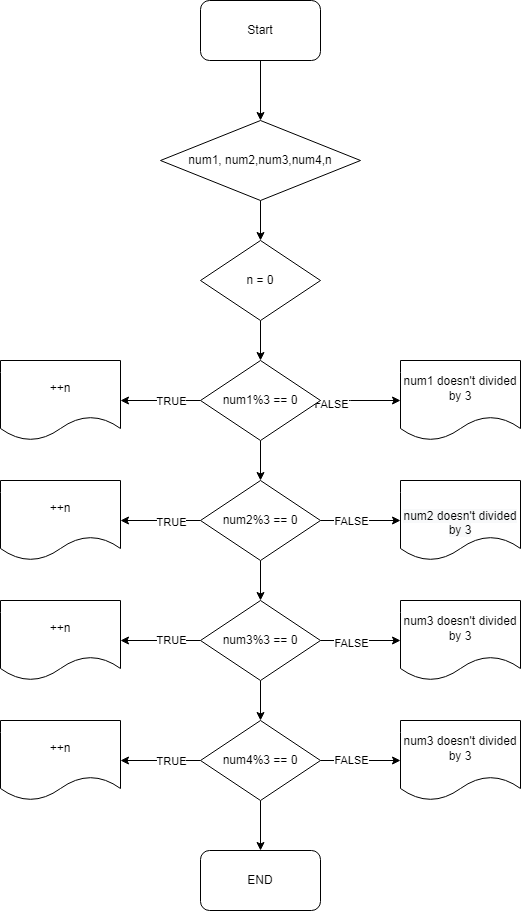 Start
num1, num2,num3,num4,n
n = 0
++n
TRUE
num1%3 == 0
FALSE
num1 doesn't divided
by 3
++n
TRUE
num2%3 == 0
FALSE
num2 doesn't divided
by 3
++n
TRUE
num3%3 == 0
FALSE
num3 doesn't divided
by 3
++n
TRUE
num4%3 == 0
FALSE
num3 doesn't divided
by 3
END